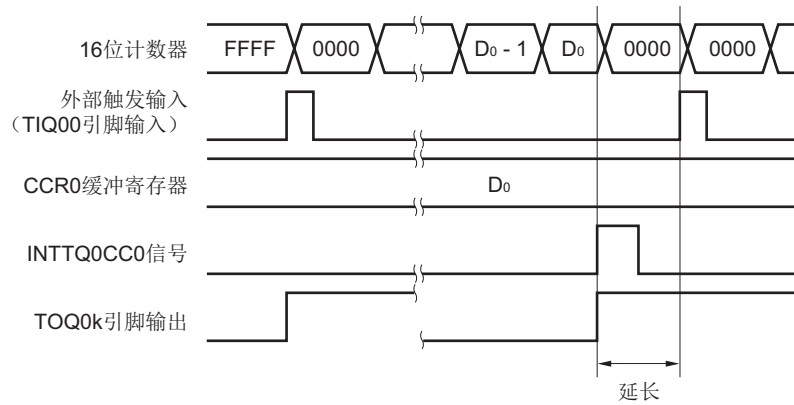 16位计数器 FFFF 0000 D₀ - 1 D₀ 0000 0000
外部触发输入
（TIQ00引脚输入）
CCR0缓冲寄存器 D₀
INTTQ0CC0信号
TOQ0k引脚输出
延长